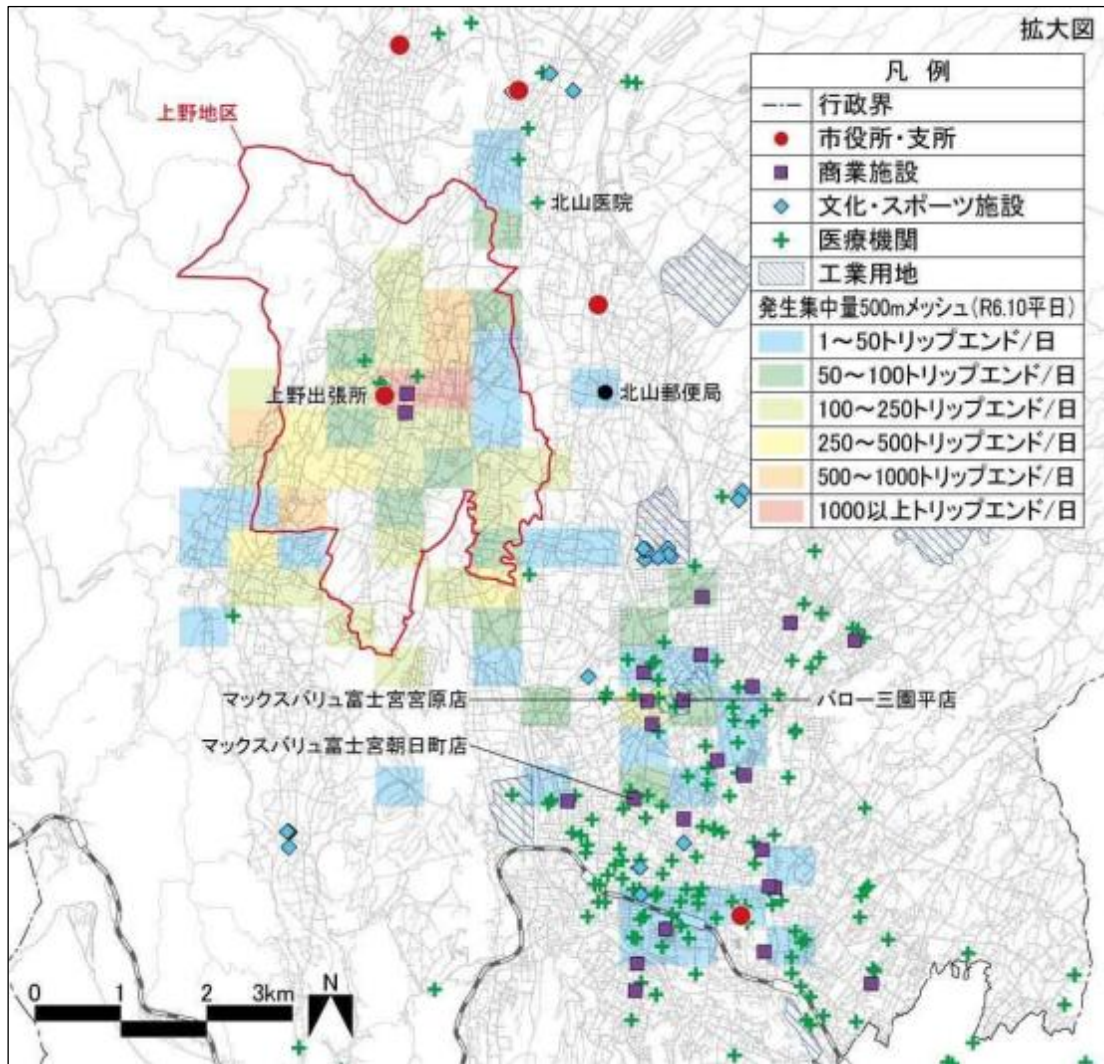 拡大図
凡 例
行政界
市役所・支所
商業施設
文化・スポーツ施設
医療機関
工業用地
発生集中量500mメッシュ(R6.10平日)
1～50トリップエンド/日
50～100トリップエンド/日
100～250トリップエンド/日
250～500トリップエンド/日
500～1000トリップエンド/日
1000以上トリップエンド/日
上野地区
北山医院
上野出張所
北山郵便局
マックスバリュ富士宮宮原店
バロー三園平店
マックスバリュ富士宮朝日町店
0 1 2 3km
N